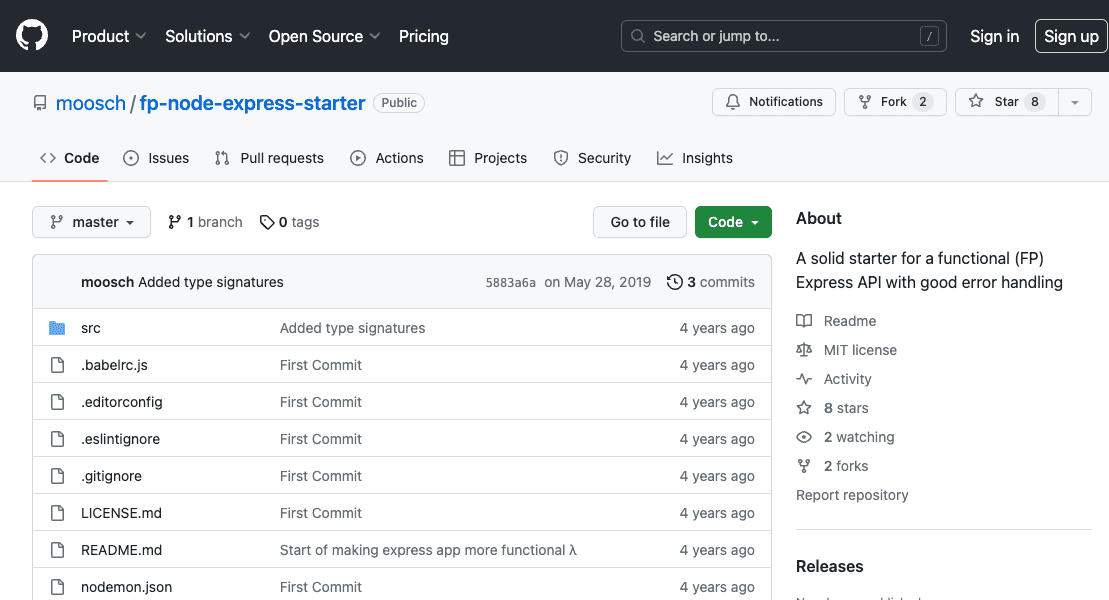 Product Solutions Open Source Pricing Search or jump to... / Sign in Sign up
moosch / fp-node-express-starter Public Notifications Fork 2 Star 8
Code Issues Pull requests Actions Projects Security Insights
master 1 branch 0 tags Go to file Code
moosch Added type signatures 5883a6a on May 28, 2019 3 commits
src Added type signatures 4 years ago
.babelrc.js First Commit 4 years ago
.editorconfig First Commit 4 years ago
.eslintignore First Commit 4 years ago
.gitignore First Commit 4 years ago
LICENSE.md First Commit 4 years ago
README.md Start of making express app more functional λ 4 years ago
nodemon.json First Commit 4 years ago
About
A solid starter for a functional (FP)
Express API with good error handling
Readme
MIT license
Activity
8 stars
2 watching
2 forks
Report repository
Releases